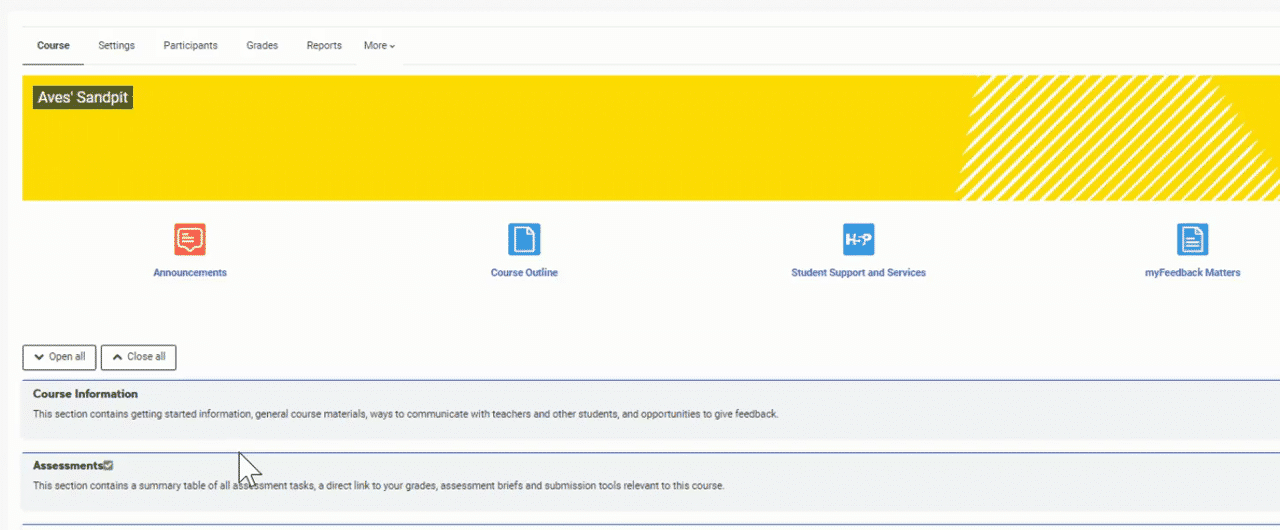 Course Settings Participants Grades Reports More
Aves' Sandpit
H-P
Announcements Course Outline Student Support and Services myFeedback Matters
Open all Close all
Course Information
This section contains getting started information, general course materials, ways to communicate with teachers and other students, and opportunities to give feedback.
Assessments
This section contains a summary table of all assessment tasks, a direct link to your grades, assessment briefs and submission tools relevant to this course.